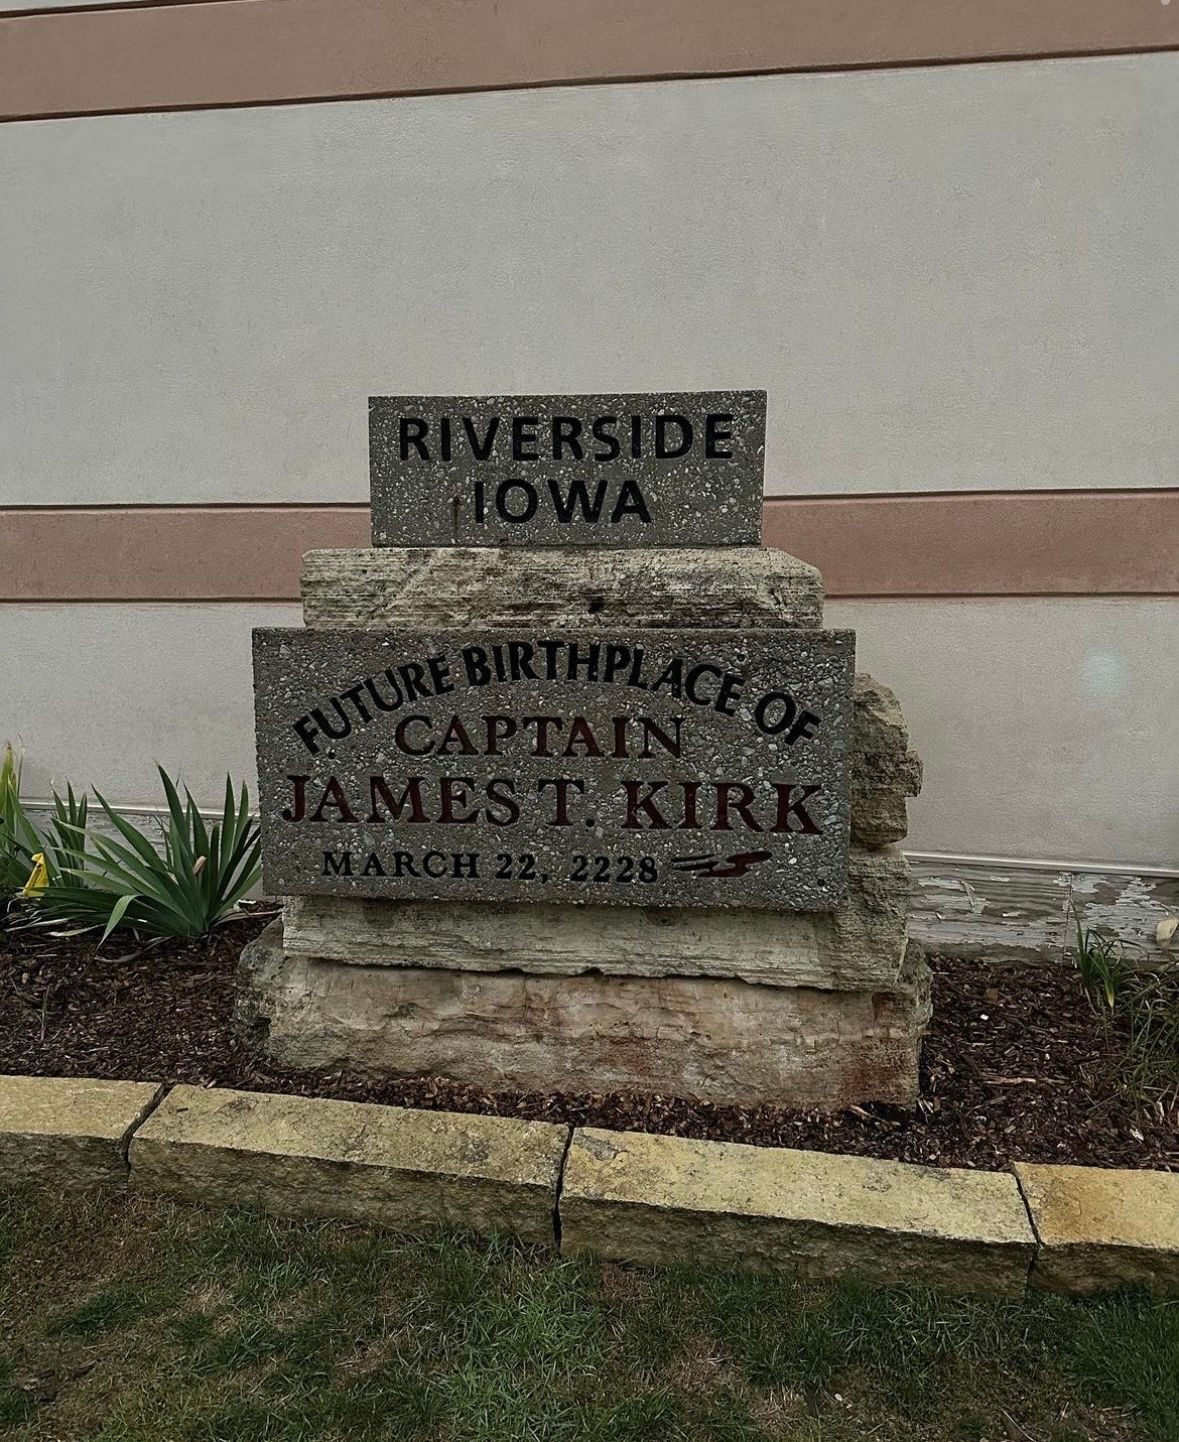 RIVERSIDE
IOWA
FUTURE BIRTHPLACE OF
CAPTAIN
JAMES T. KIRK
MARCH 22, 2228